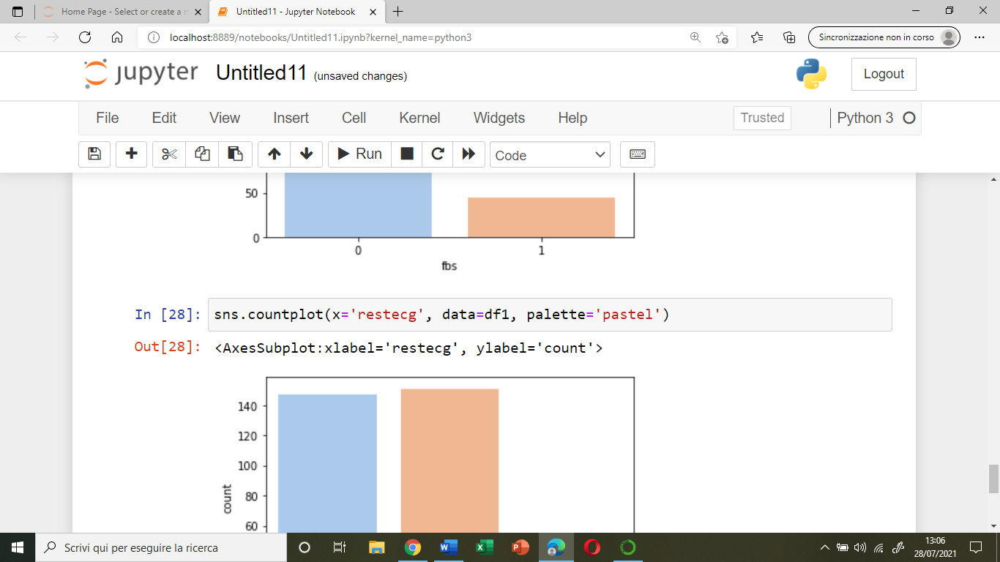 Home Page - Select or create a n
Untitled11 - Jupyter Notebook
localhost:8889/notebooks/Untitled11.ipynb?kernel_name=python3
Sincronizzazione non in corso
jupyter Untitled11 (unsaved changes)
Logout
File Edit View Insert Cell Kernel Widgets Help
Trusted
Python 3
Run
Code
50
0
0 1
fbs
In [28]: sns.countplot(x='restecg', data=df1, palette='pastel')
Out[28]: <AxesSubplot:xlabel='restecg', ylabel='count'>
140
120
100
80
60
count
Scrivi qui per eseguire la ricerca
13:06
28/07/2021